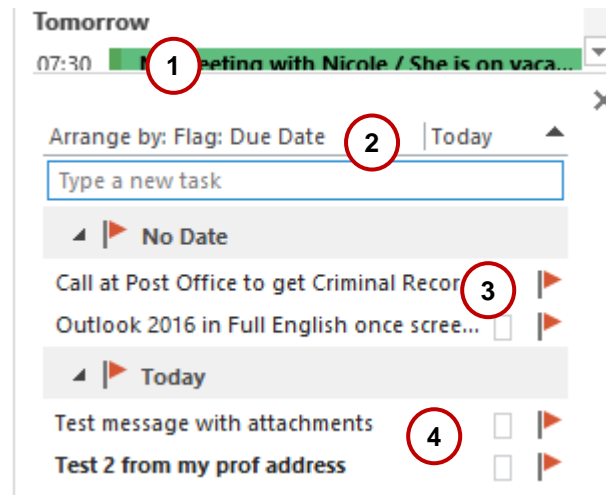 Tomorrow
07:30 eeting with Nicole / She is on vaca...
1
Arrange by: Flag: Due Date 2 Today
Type a new task
No Date
Call at Post Office to get Criminal Recor 3
Outlook 2016 in Full English once scree...
Today
Test message with attachments
4
Test 2 from my prof address